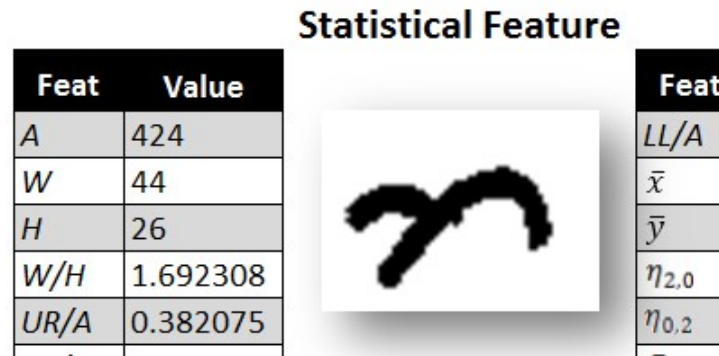 Statistical Feature
Feat Value
A 424
W 44
H 26
W/H 1.692308
UR/A 0.382075
Feat
LL/A
x̄
ȳ
η2,0
η0,2